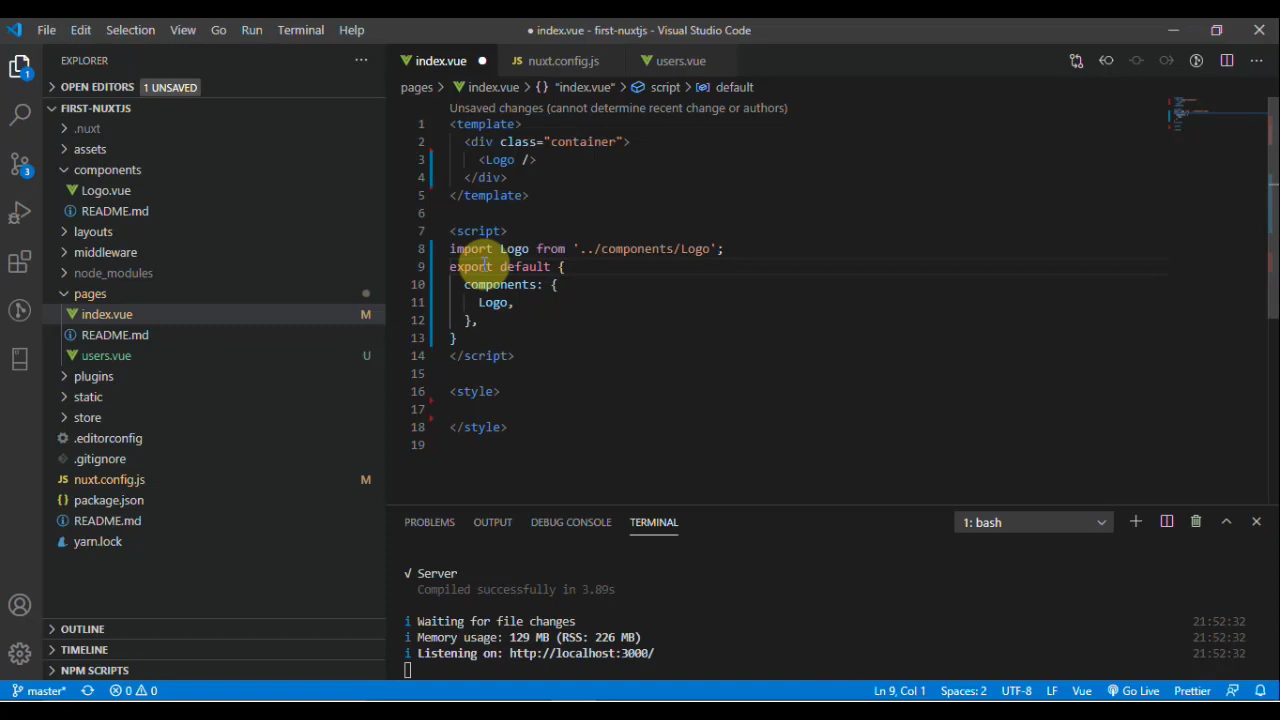 File Edit Selection View Go Run Terminal Help
● index.vue - first-nuxtjs - Visual Studio Code
EXPLORER
OPEN EDITORS 1 UNSAVED
FIRST-NUXTJS
.nuxt
assets
components
Logo.vue
README.md
layouts
middleware
node_modules
pages
index.vue M
README.md
users.vue U
plugins
static
store
.editorconfig
.gitignore
JS nuxt.config.js M
{} package.json
README.md
yarn.lock
OUTLINE
TIMELINE
NPM SCRIPTS
1
3
index.vue ● JS nuxt.config.js users.vue
pages > index.vue > {} "index.vue" > script > default
Unsaved changes (cannot determine recent change or authors)
1 <template>
2 <div class="container">
3 <Logo />
4 </div>
5 </template>
6
7 <script>
8 import Logo from '../components/Logo';
9 export default {
10 components: {
11 Logo,
12 },
13 }
14 </script>
15
16 <style>
17
18 </style>
19
PROBLEMS OUTPUT DEBUG CONSOLE TERMINAL 1: bash
√ Server
Compiled successfully in 3.89s
i Waiting for file changes 21:52:32
i Memory usage: 129 MB (RSS: 226 MB) 21:52:32
i Listening on: http://localhost:3000/ 21:52:32
master* 0 0 Ln 9, Col 1 Spaces: 2 UTF-8 LF Vue Go Live Prettier